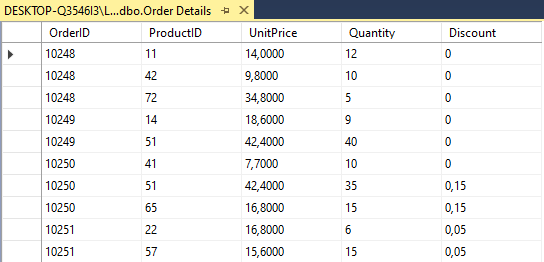 DESKTOP-Q3546I3\L...dbo.Order Details
OrderID ProductID UnitPrice Quantity Discount
10248 11 14,0000 12 0
10248 42 9,8000 10 0
10248 72 34,8000 5 0
10249 14 18,6000 9 0
10249 51 42,4000 40 0
10250 41 7,7000 10 0
10250 51 42,4000 35 0,15
10250 65 16,8000 15 0,15
10251 22 16,8000 6 0,05
10251 57 15,6000 15 0,05